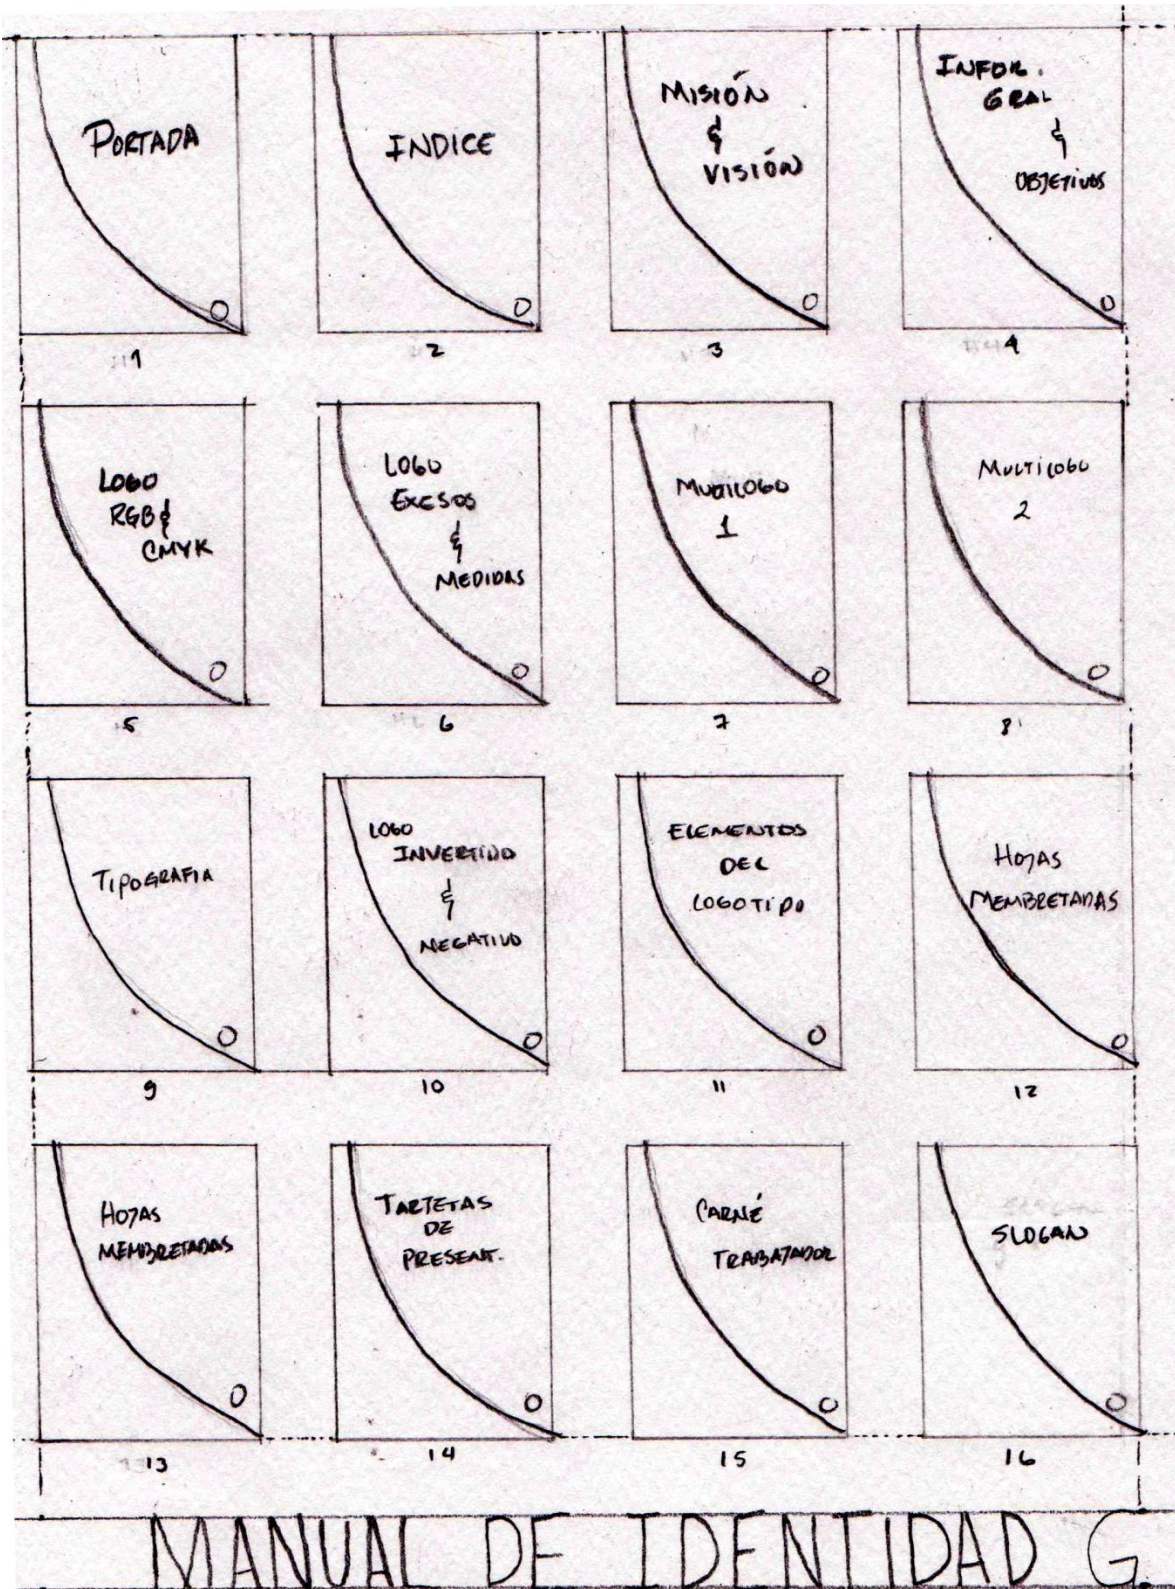 PORTADA
INDICE
MISIÓN
&
VISIÓN
INFOR.
GRAL
&
OBJETIVOS
1
2
3
4
LOGO
RGB &
CMYK
LOGO
EXESOS
&
MEDIDAS
MULTILOGO
1
MULTILOGO
2
5
6
7
8
TIPOGRAFIA
LOGO
INVERTIDO
&
NEGATIVO
ELEMENTOS
DEL
LOGOTIPO
HOJAS
MEMBRETADAS
9
10
11
12
HOJAS
MEMBRETADAS
TARJETAS
DE
PRESENT.
CARNÉ
TRABAJADOR
SLOGAN
13
14
15
16
MANUAL DE IDENTIDAD G.